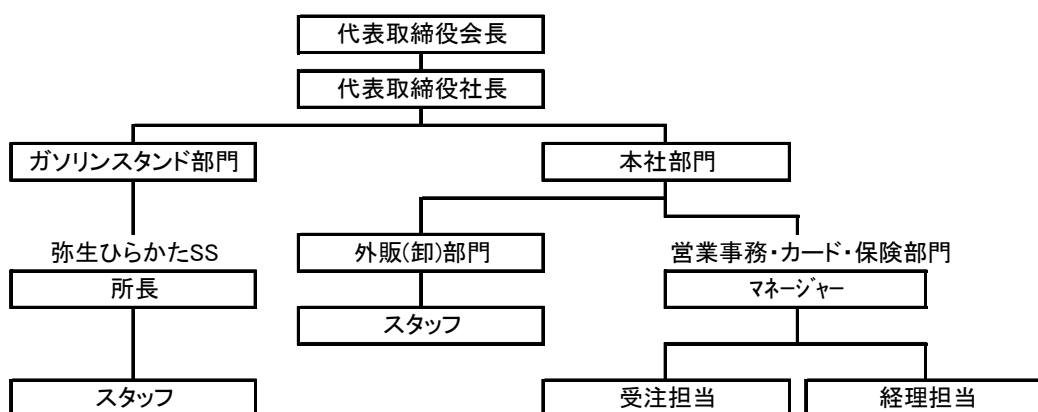 代表取締役会長
代表取締役社長
ガソリンスタンド部門
本社部門
弥生ひらかたSS
外販(卸)部門
営業事務・カード・保険部門
所長
ﾏﾈｰｼﾞｬｰ
スタッフ
スタッフ
受注担当
経理担当